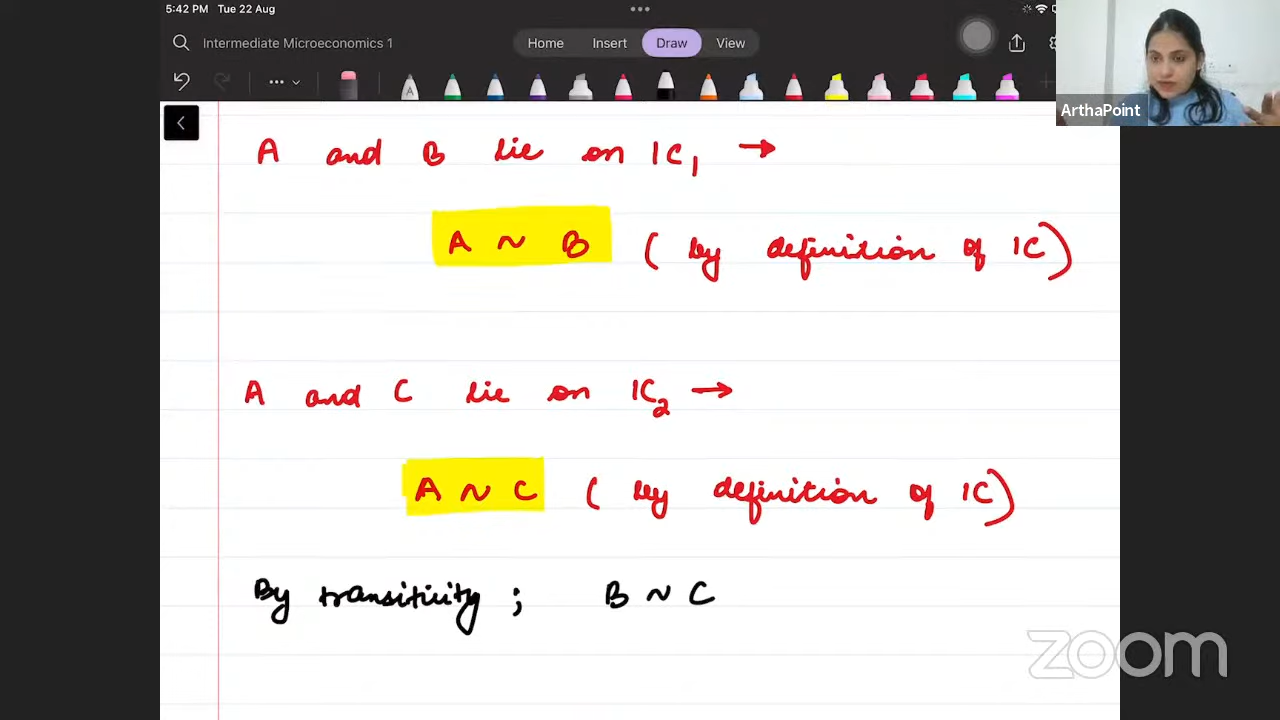 5:42 PM Tue 22 Aug
Intermediate Microeconomics 1
Home Insert Draw View
A
ArthaPoint
A and B lie on IC₁ →
A ~ B (by definition of IC)
A and C lie on IC₂ →
A ~ C (by definition of IC)
By transitivity ; B ~ C
zoom